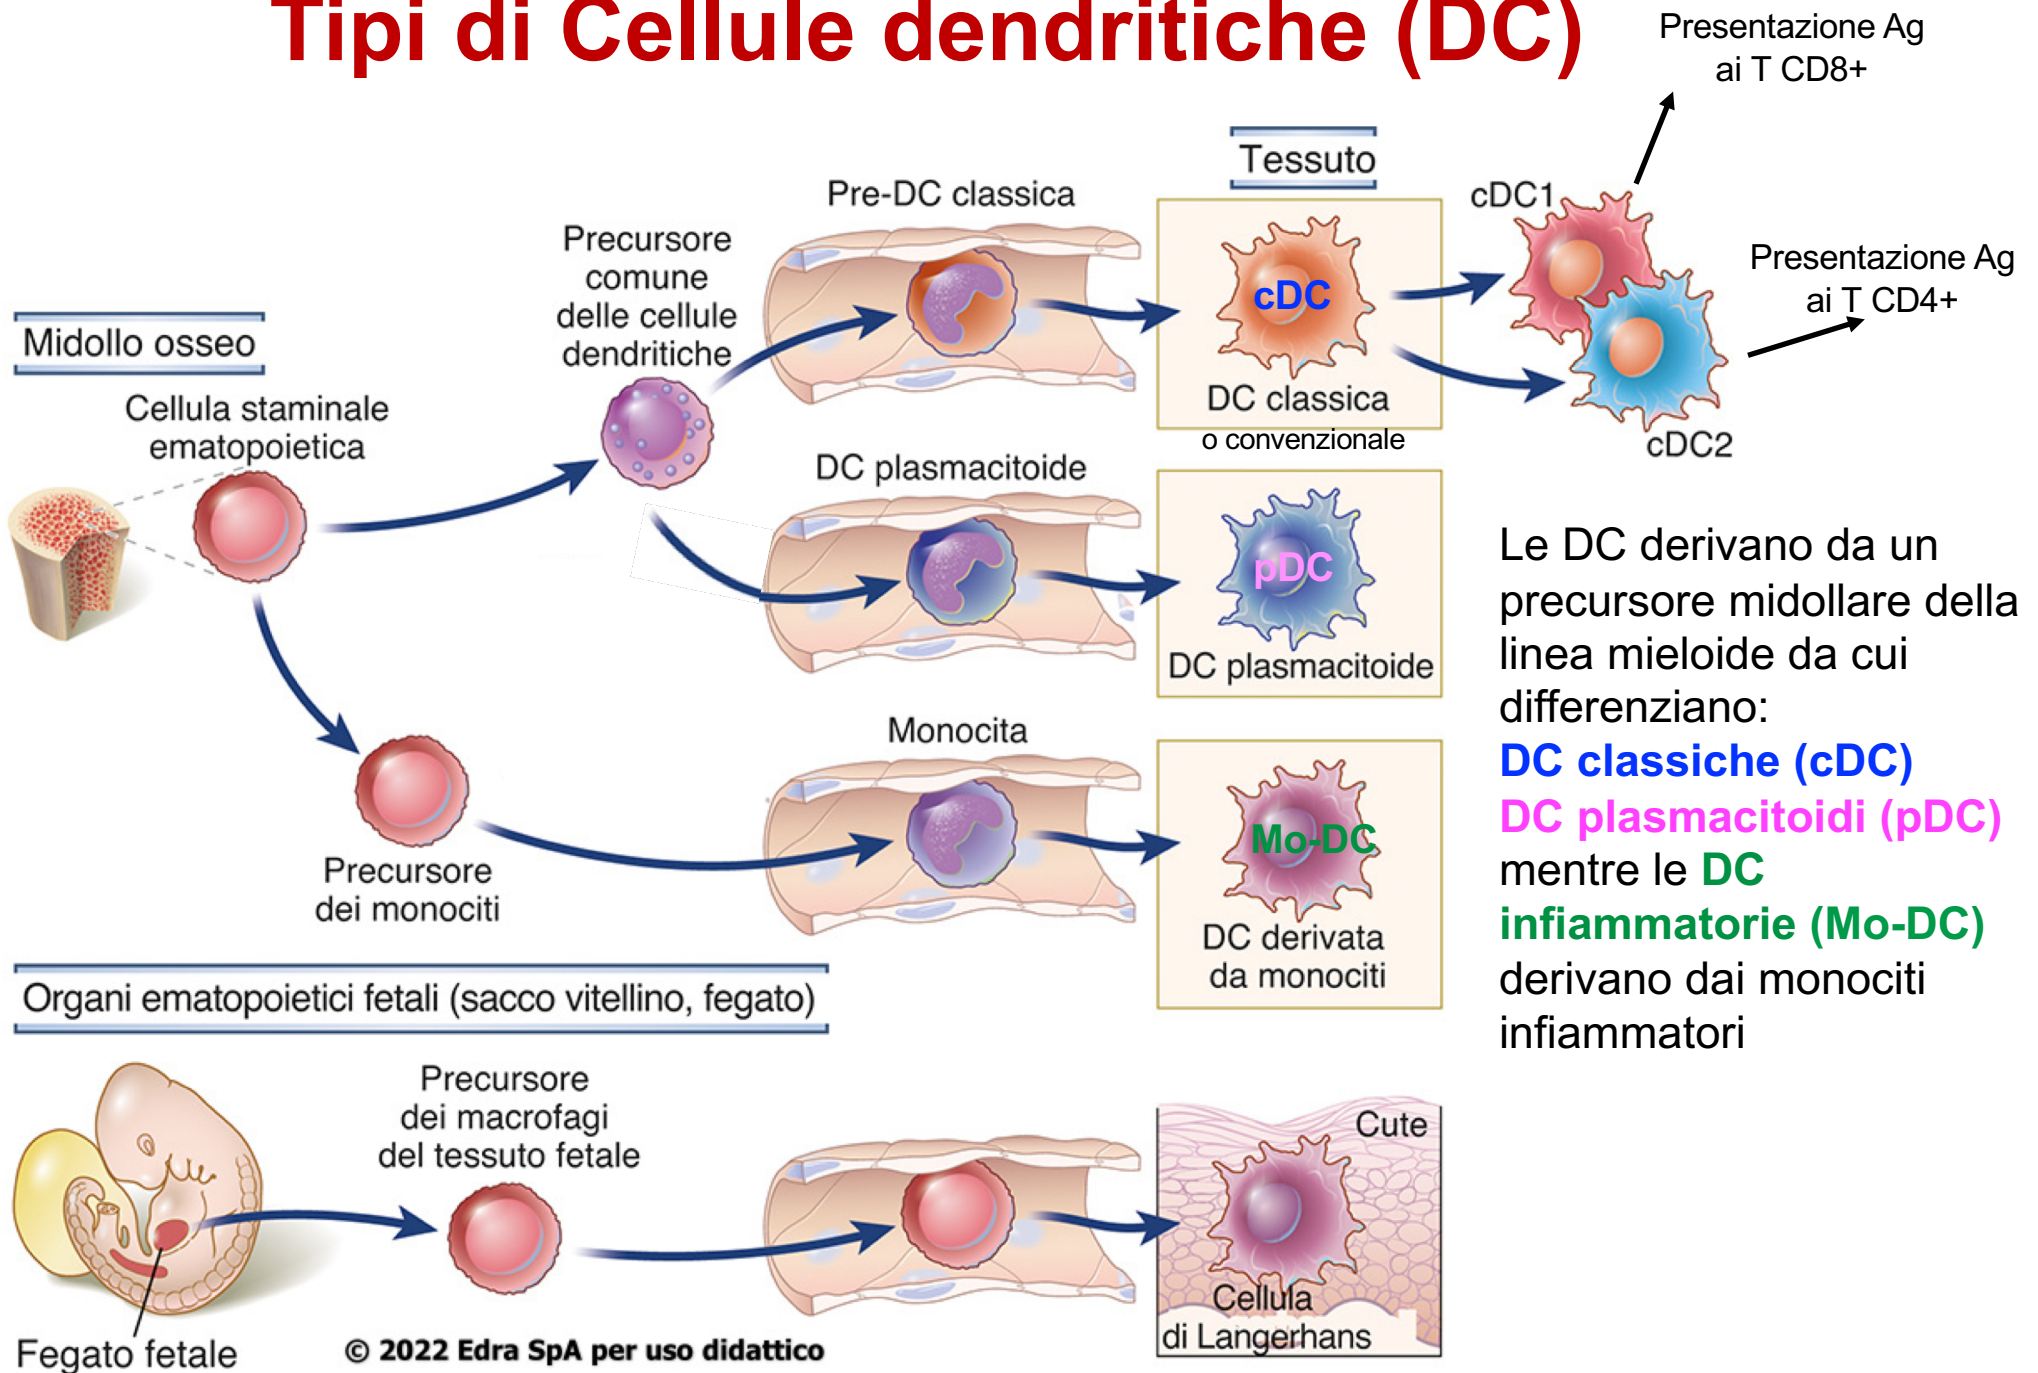 Tipi di Cellule dendritiche (DC)
Presentazione Ag
ai T CD8+
Tessuto
Pre-DC classica
cDC1
Precursore
comune
delle cellule
dendritiche
Presentazione Ag
ai T CD4+
cDC
Midollo osseo
Cellula staminale
ematopoietica
DC classica
o convenzionale
cDC2
DC plasmacitoide
pDC
DC plasmacitoide
Le DC derivano da un
precursore midollare della
linea mieloide da cui
differenziano:
DC classiche (cDC)
DC plasmacitoidi (pDC)
mentre le DC
infiammatorie (Mo-DC)
derivano dai monociti
infiammatori
Monocita
Mo-DC
Precursore
dei monociti
DC derivata
da monociti
Organi ematopoietici fetali (sacco vitellino, fegato)
Precursore
dei macrofagi
del tessuto fetale
Cute
Cellula
di Langerhans
Fegato fetale
© 2022 Edra SpA per uso didattico